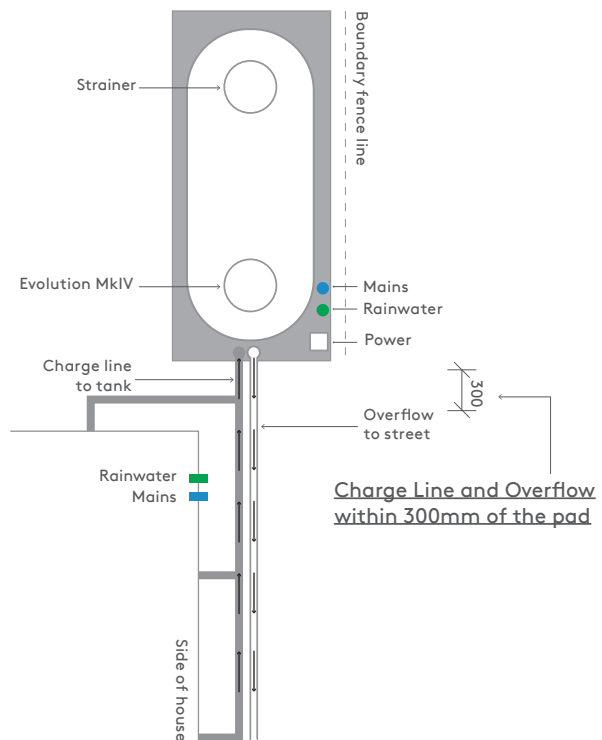 Boundary fence line
Strainer
Evolution MkIV
Mains
Rainwater
Power
Charge line
to tank
300
Overflow
to street
Rainwater
Mains
Charge Line and Overflow
within 300mm of the pad
Side of house